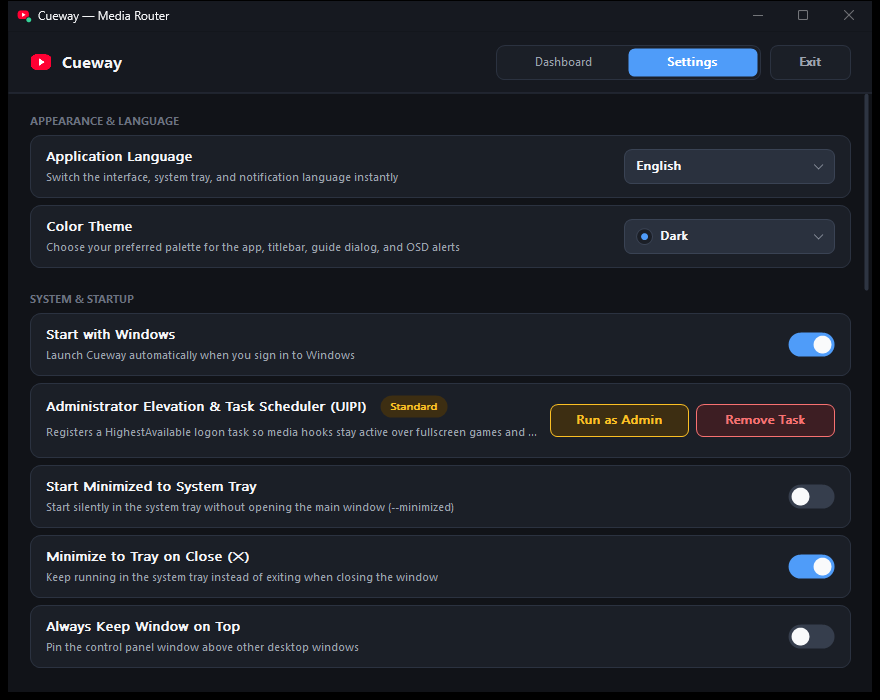 Cueway — Media Router
Cueway
Dashboard
Settings
Exit
APPEARANCE & LANGUAGE
Application Language
Switch the interface, system tray, and notification language instantly
English
Color Theme
Choose your preferred palette for the app, titlebar, guide dialog, and OSD alerts
Dark
SYSTEM & STARTUP
Start with Windows
Launch Cueway automatically when you sign in to Windows
Administrator Elevation & Task Scheduler (UIPI)
Standard
Registers a HighestAvailable logon task so media hooks stay active over fullscreen games and ...
Run as Admin
Remove Task
Start Minimized to System Tray
Start silently in the system tray without opening the main window (--minimized)
Minimize to Tray on Close (X)
Keep running in the system tray instead of exiting when closing the window
Always Keep Window on Top
Pin the control panel window above other desktop windows